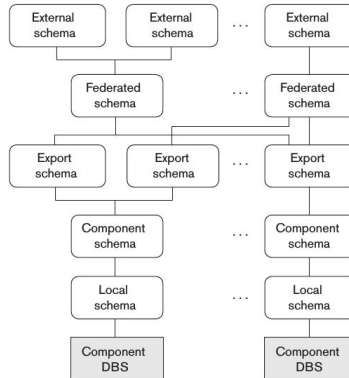 External
schema
External
schema
. . .
External
schema
Federated
schema
. . .
Federated
schema
Export
schema
Export
schema
. . .
Export
schema
Component
schema
. . .
Component
schema
Local
schema
. . .
Local
schema
Component
DBS
Component
DBS